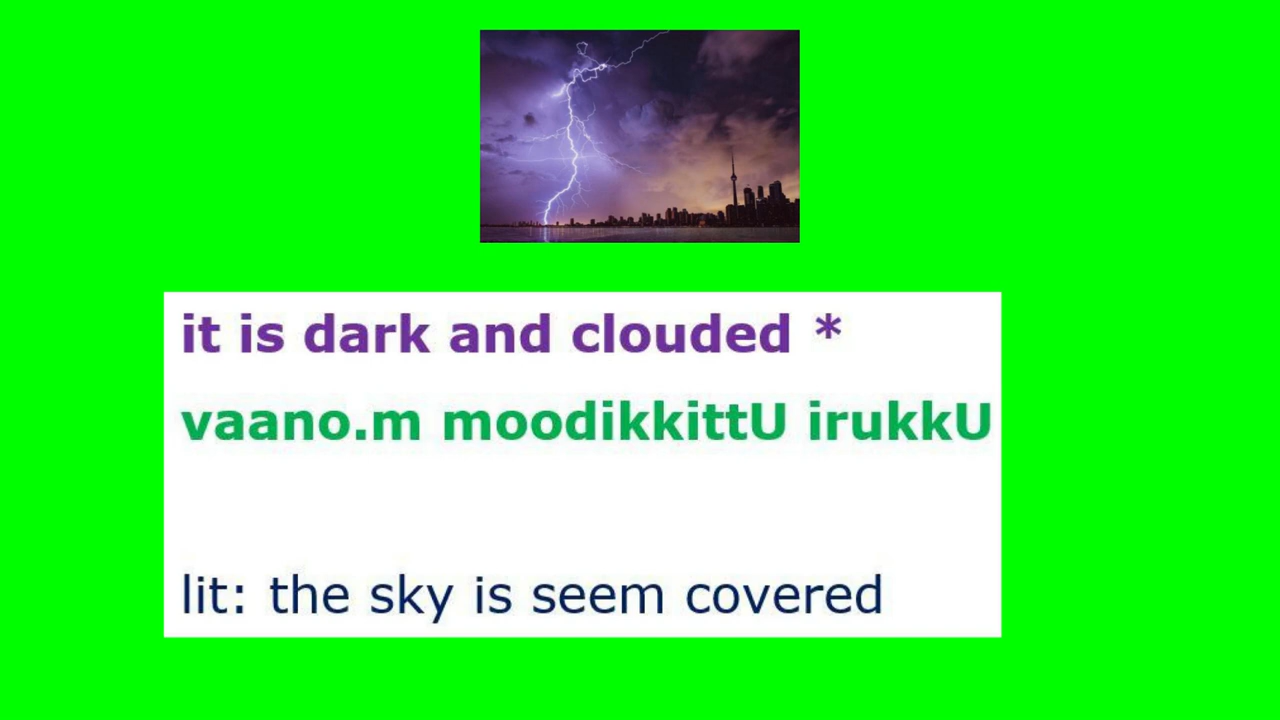 it is dark and clouded *
vaano.m moodikkittU irukkU
lit: the sky is seem covered